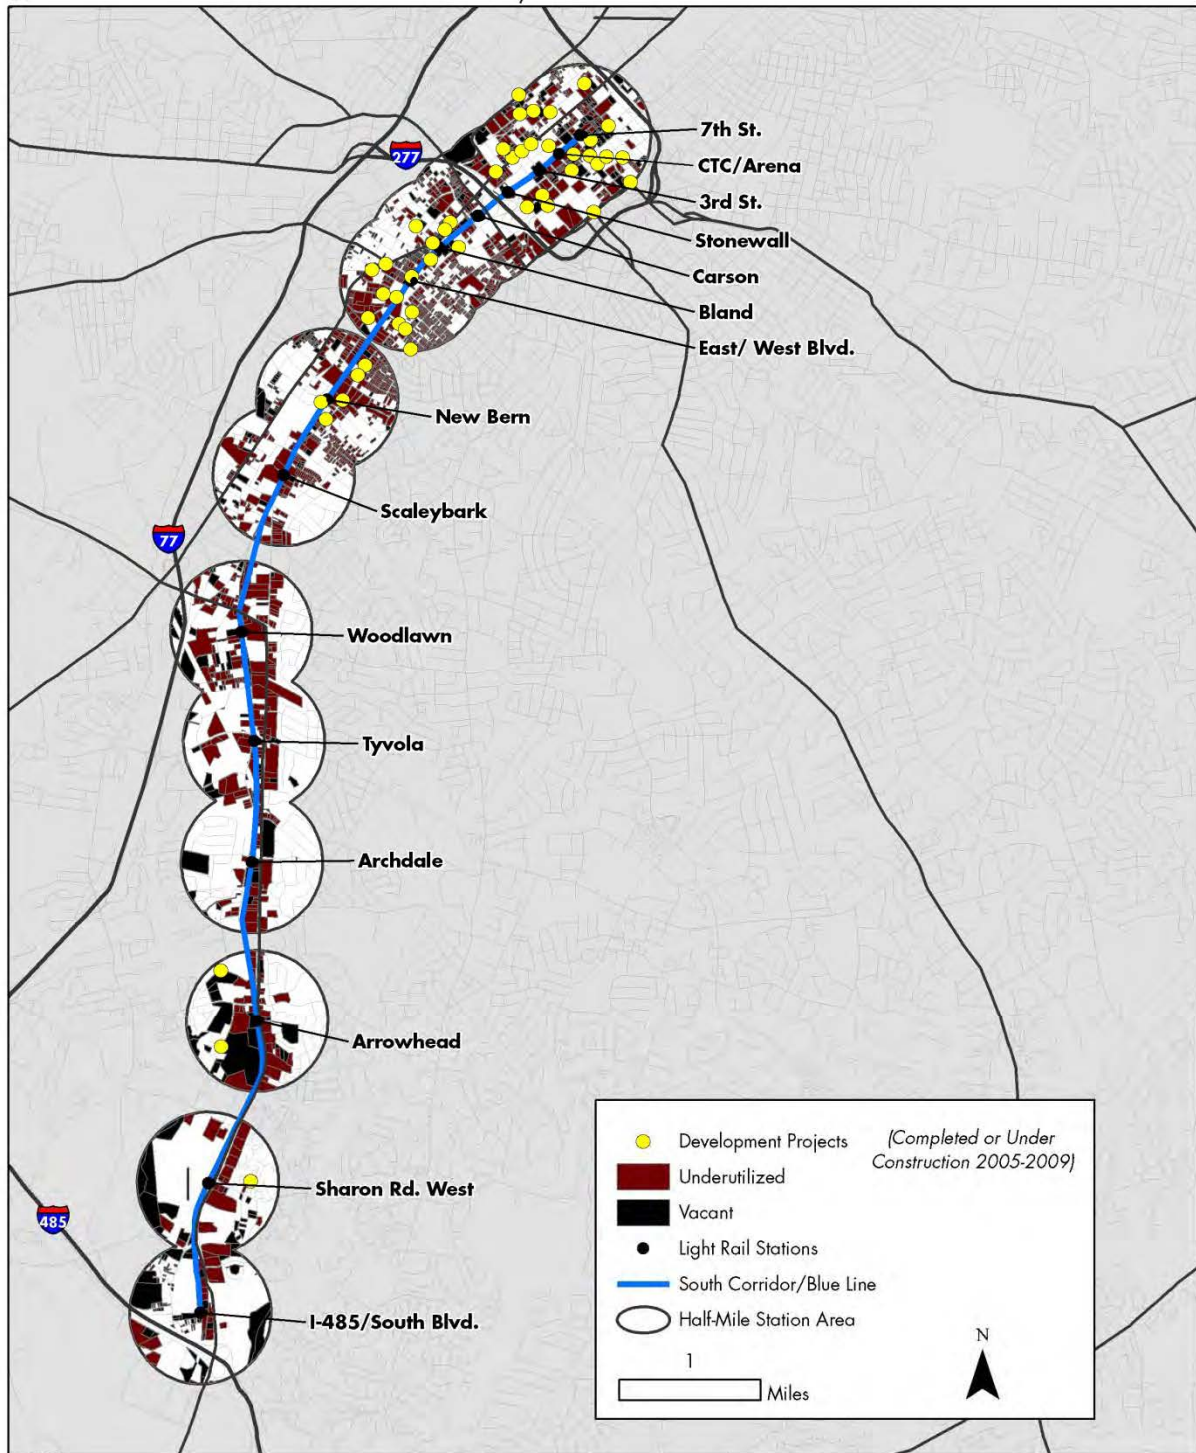 277
7th St.
CTC/Arena
3rd St.
Stonewall
Carson
Bland
East/ West Blvd.
New Bern
Scaleybark
77
Woodlawn
Tyvola
Archdale
Arrowhead
Sharon Rd. West
485
I-485/South Blvd.
Development Projects (Completed or Under
Construction 2005-2009)
Underutilized
Vacant
Light Rail Stations
South Corridor/Blue Line
Half-Mile Station Area
N
1
Miles